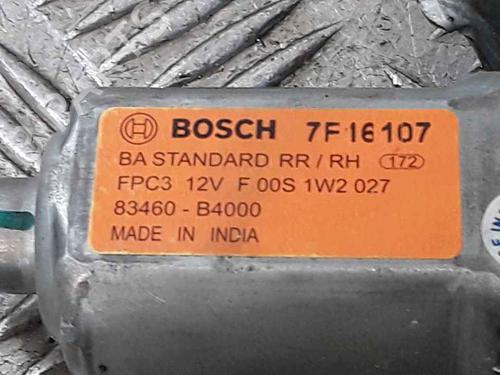 BOSCH 7F16107
BA STANDARD RR / RH 172
FPC3 12V F 00S 1W2 027
83460 - B4000
MADE IN INDIA